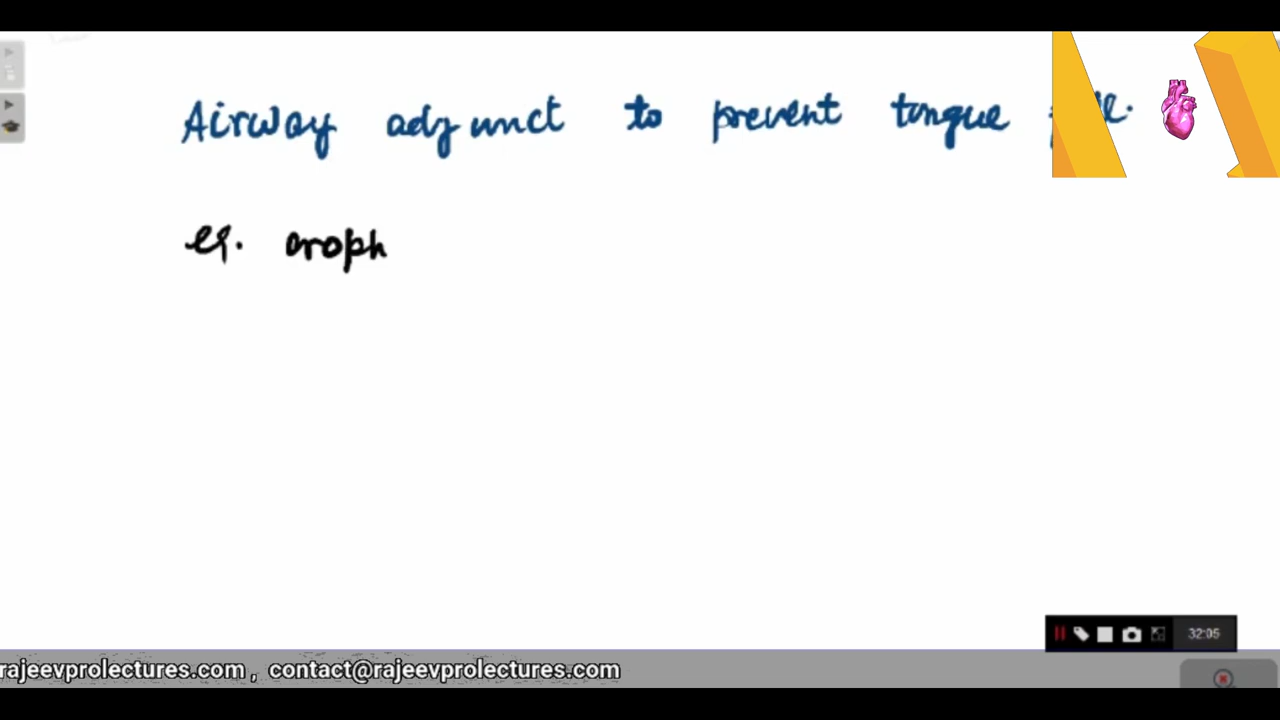 Airway adjunct to prevent tongue
eg. oroph
32:05
rajeevprolectures.com , contact@rajeevprolectures.com